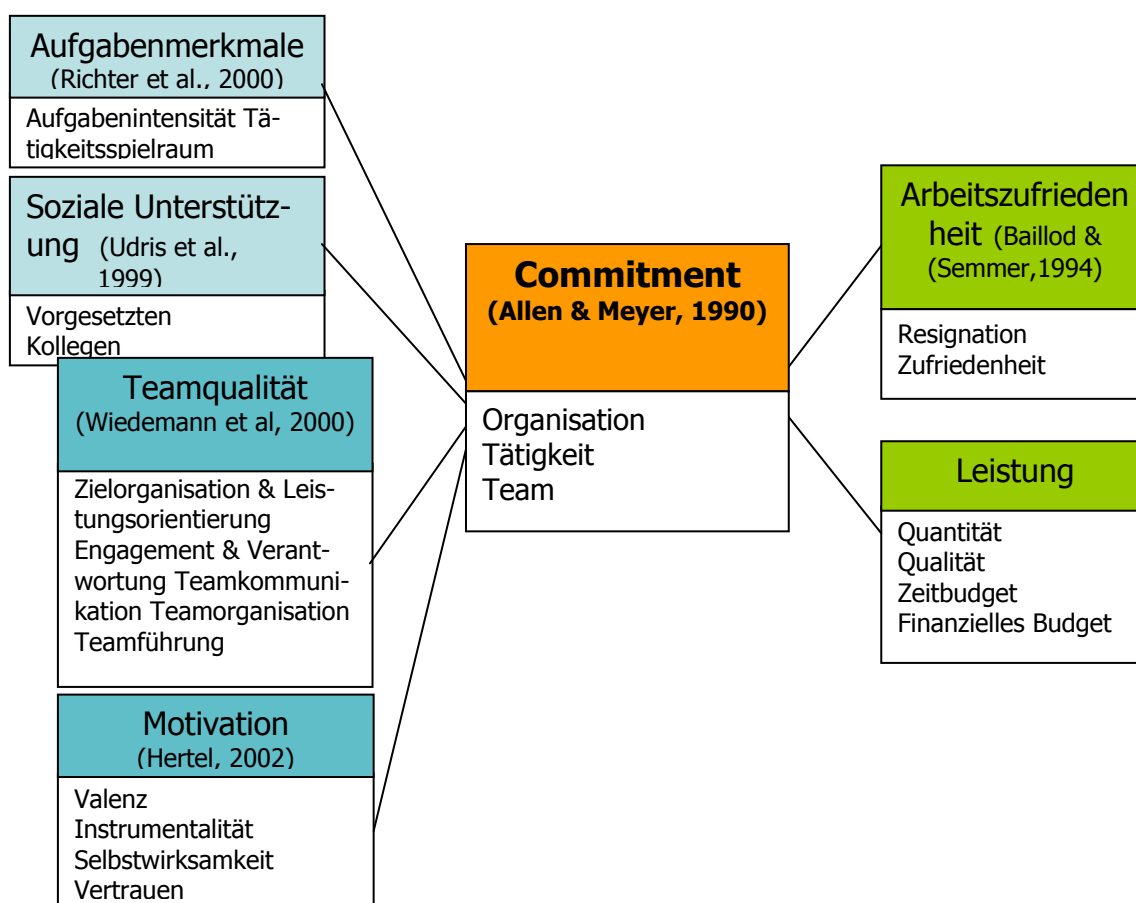 Aufgabenmerkmale
(Richter et al., 2000)
Aufgabenintensität Tä-
tigkeitsspielraum
Soziale Unterstütz-
ung (Udris et al.,
1999)
Vorgesetzten
Kollegen
Teamqualität
(Wiedemann et al, 2000)
Zielorganisation & Leis-
tungsorientierung
Engagement & Verant-
wortung Teamkommuni-
kation Teamorganisation
Teamführung
Motivation
(Hertel, 2002)
Valenz
Instrumentalität
Selbstwirksamkeit
Vertrauen
Commitment
(Allen & Meyer, 1990)
Organisation
Tätigkeit
Team
Arbeitszufrieden
heit (Baillod &
(Semmer,1994)
Resignation
Zufriedenheit
Leistung
Quantität
Qualität
Zeitbudget
Finanzielles Budget